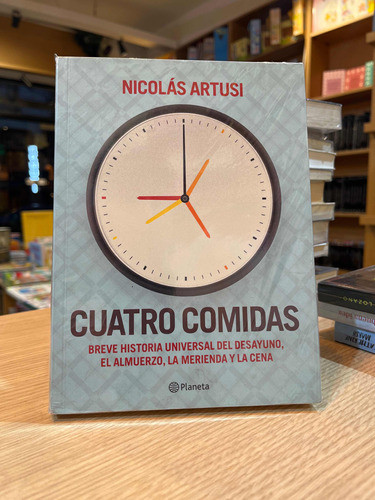 NICOLÁS ARTUSI
CUATRO COMIDAS
BREVE HISTORIA UNIVERSAL DEL DESAYUNO,
EL ALMUERZO, LA MERIENDA Y LA CENA
Planeta